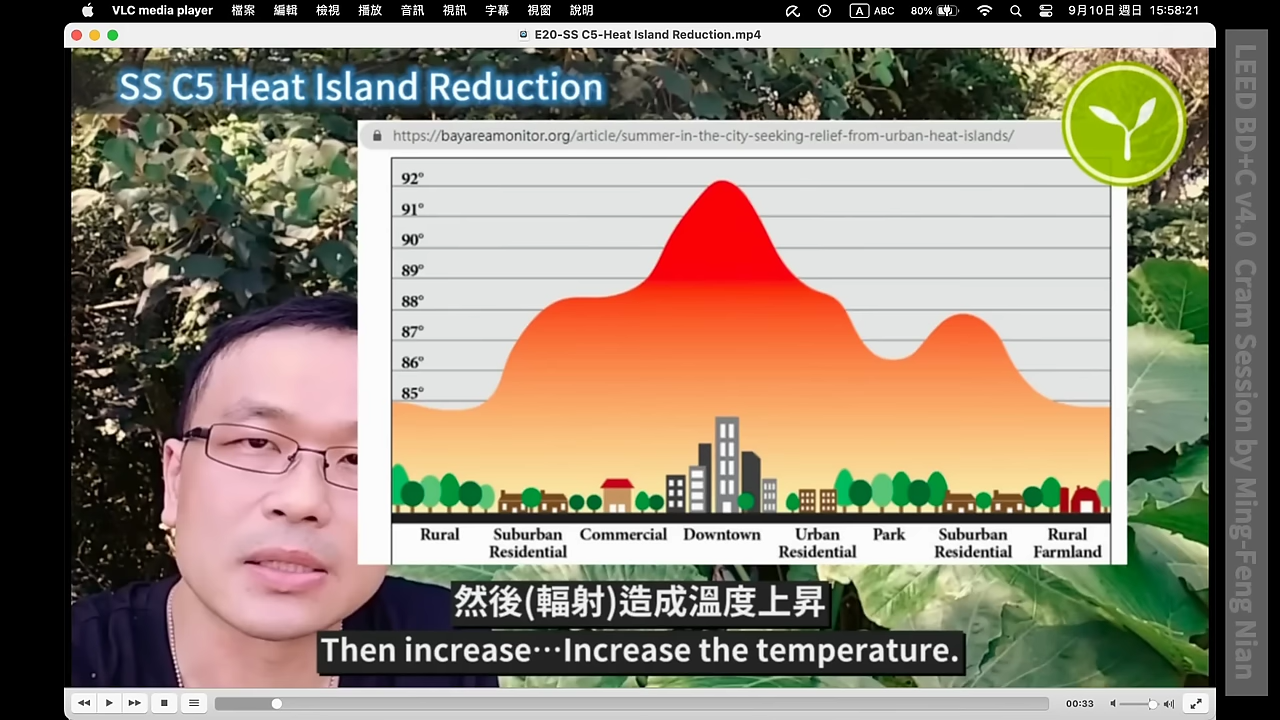 VLC media player 檔案 編輯 檢視 播放 音訊 視訊 字幕 視窗 說明 A ABC 80% 9月10日 週日 15:58:21
E20-SS C5-Heat Island Reduction.mp4
SS C5 Heat Island Reduction
https://bayareamonitor.org/article/summer-in-the-city-seeking-relief-from-urban-heat-islands/
92°
91°
90°
89°
88°
87°
86°
85°
Rural
Suburban Residential
Commercial
Downtown
Urban Residential
Park
Suburban Residential
Rural Farmland
然後(輻射)造成溫度上昇
Then increase…Increase the temperature.
00:33
LEED BD+C v4.0 Cram Session by Ming-Feng Nian